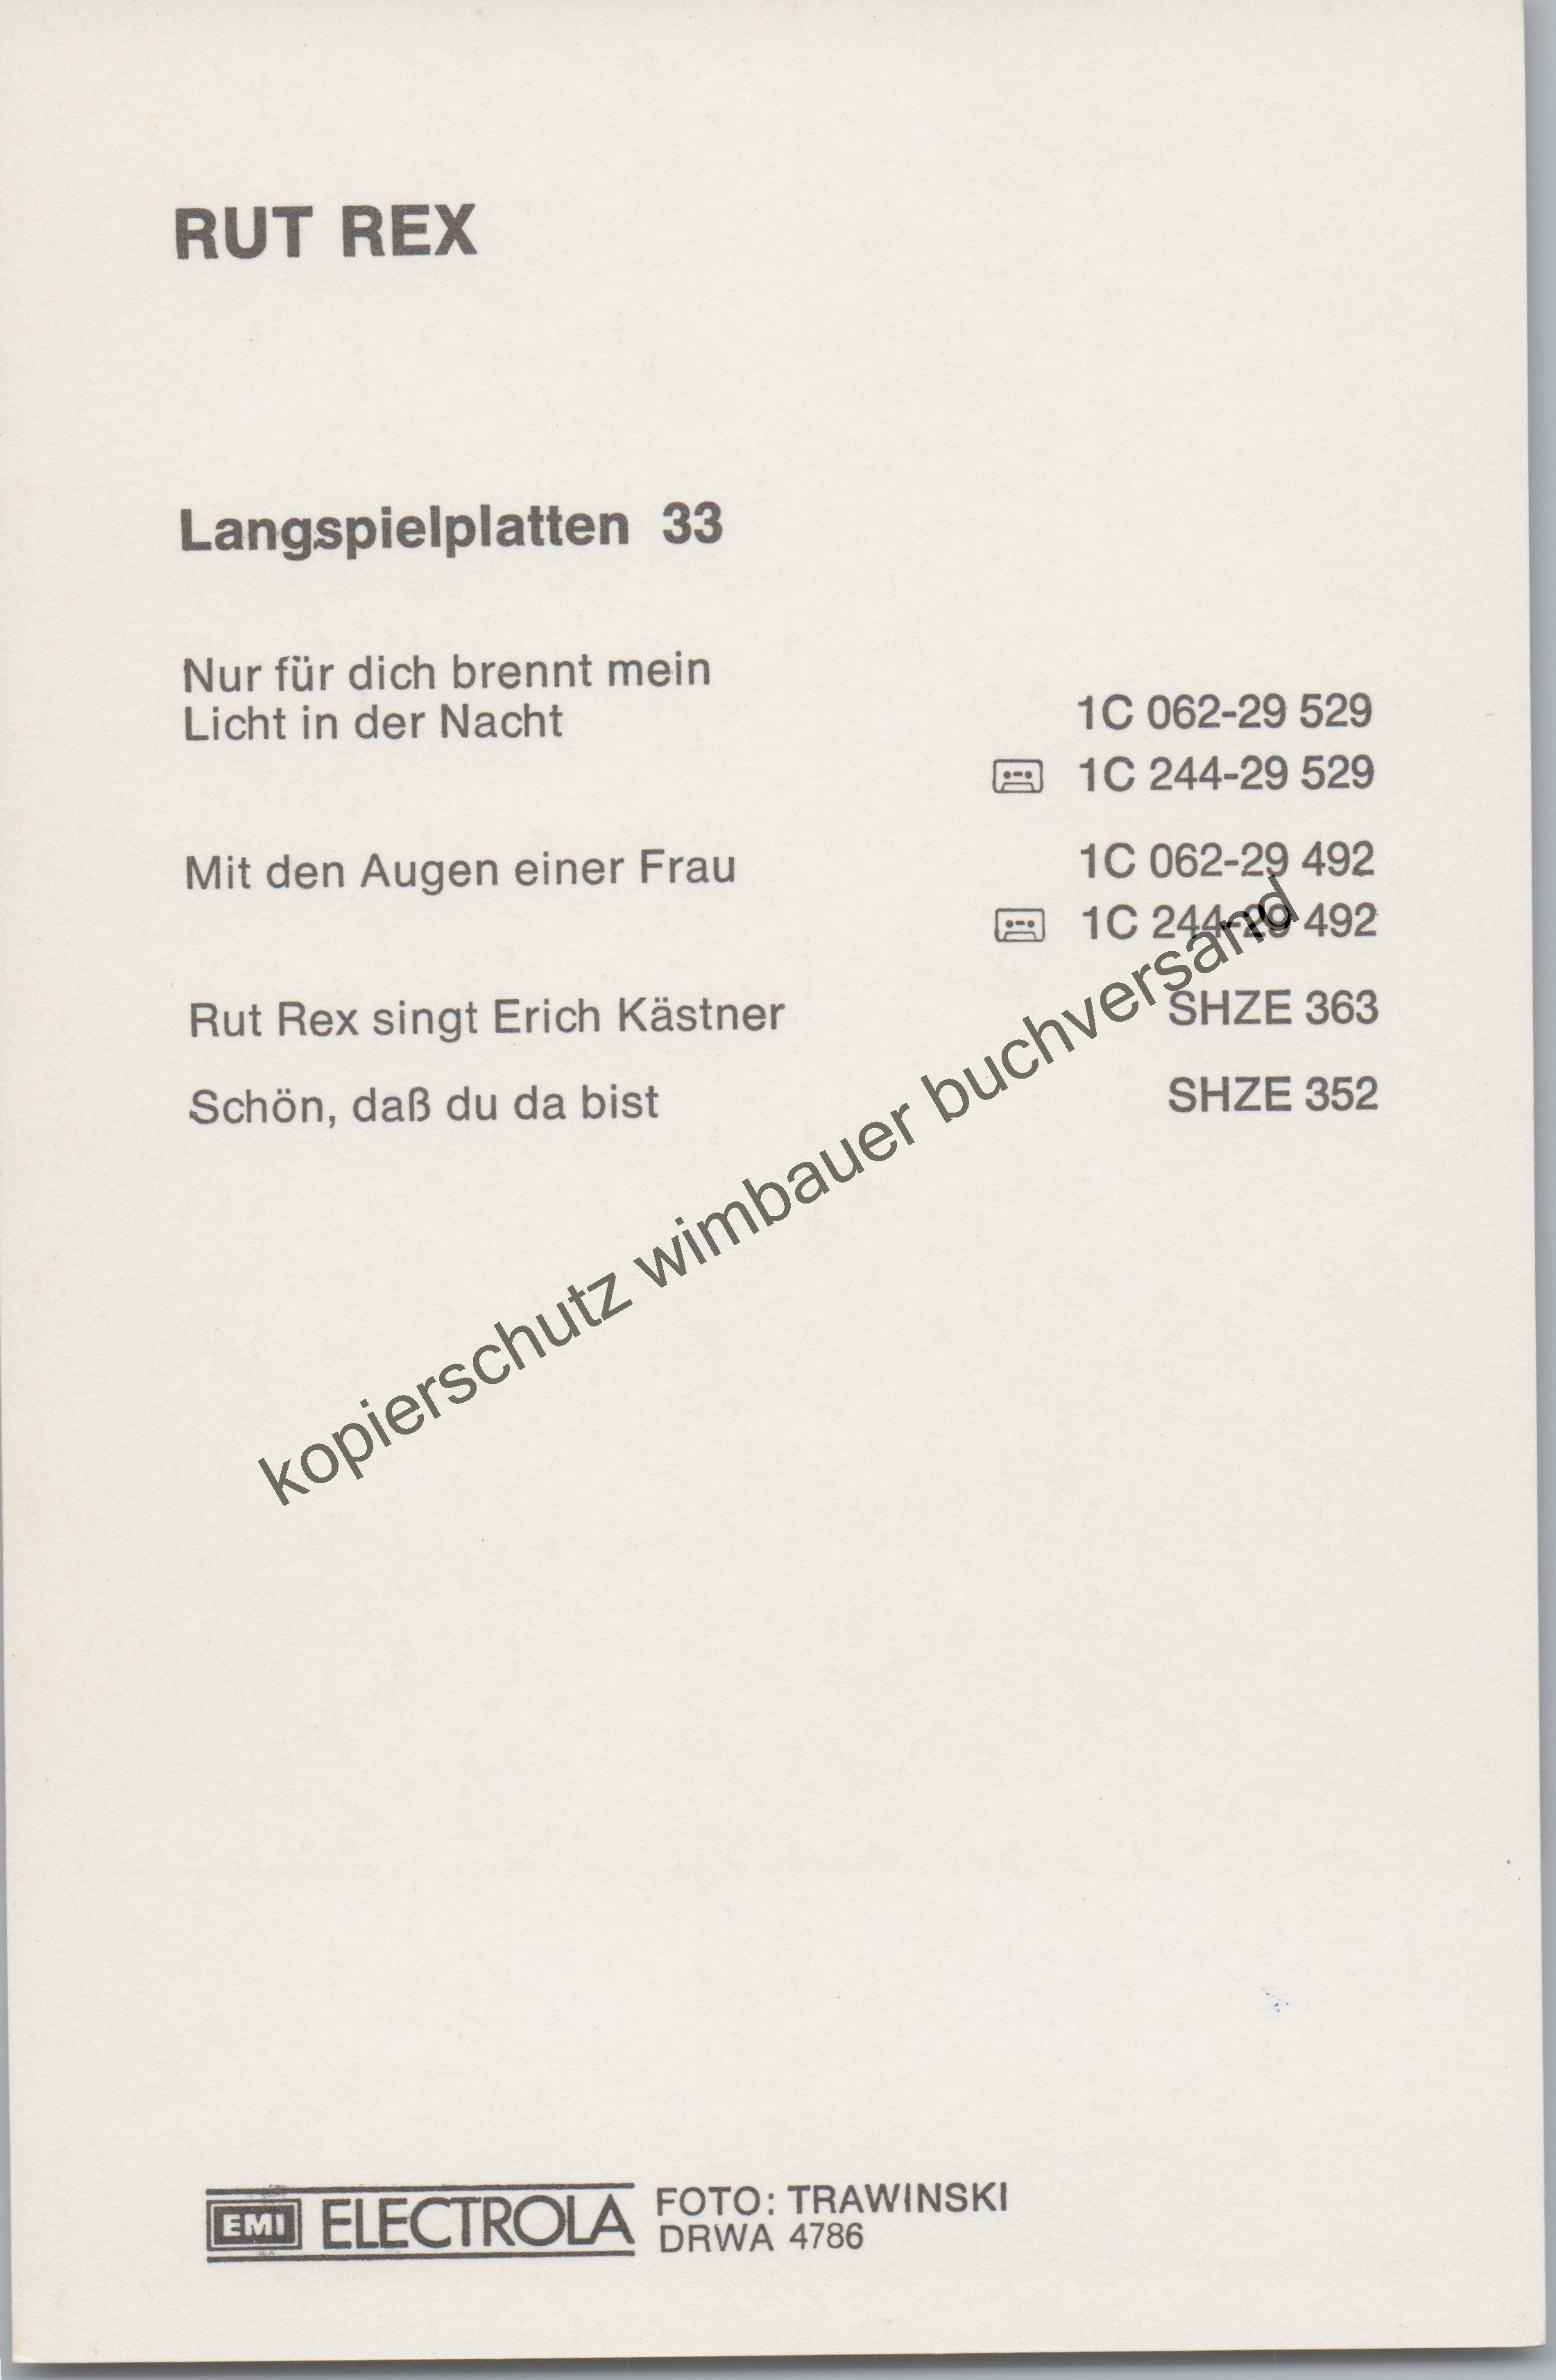 RUT REX
Langspielplatten 33
Nur für dich brennt mein
Licht in der Nacht
1C 062-29 529
1C 244-29 529
Mit den Augen einer Frau
1C 062-29 492
1C 244-29 492
Rut Rex singt Erich Kästner
SHZE 363
Schön, daß du da bist
SHZE 352
kopierschutz wimbauer buchversand
EMI ELECTROLA
FOTO: TRAWINSKI
DRWA 4786